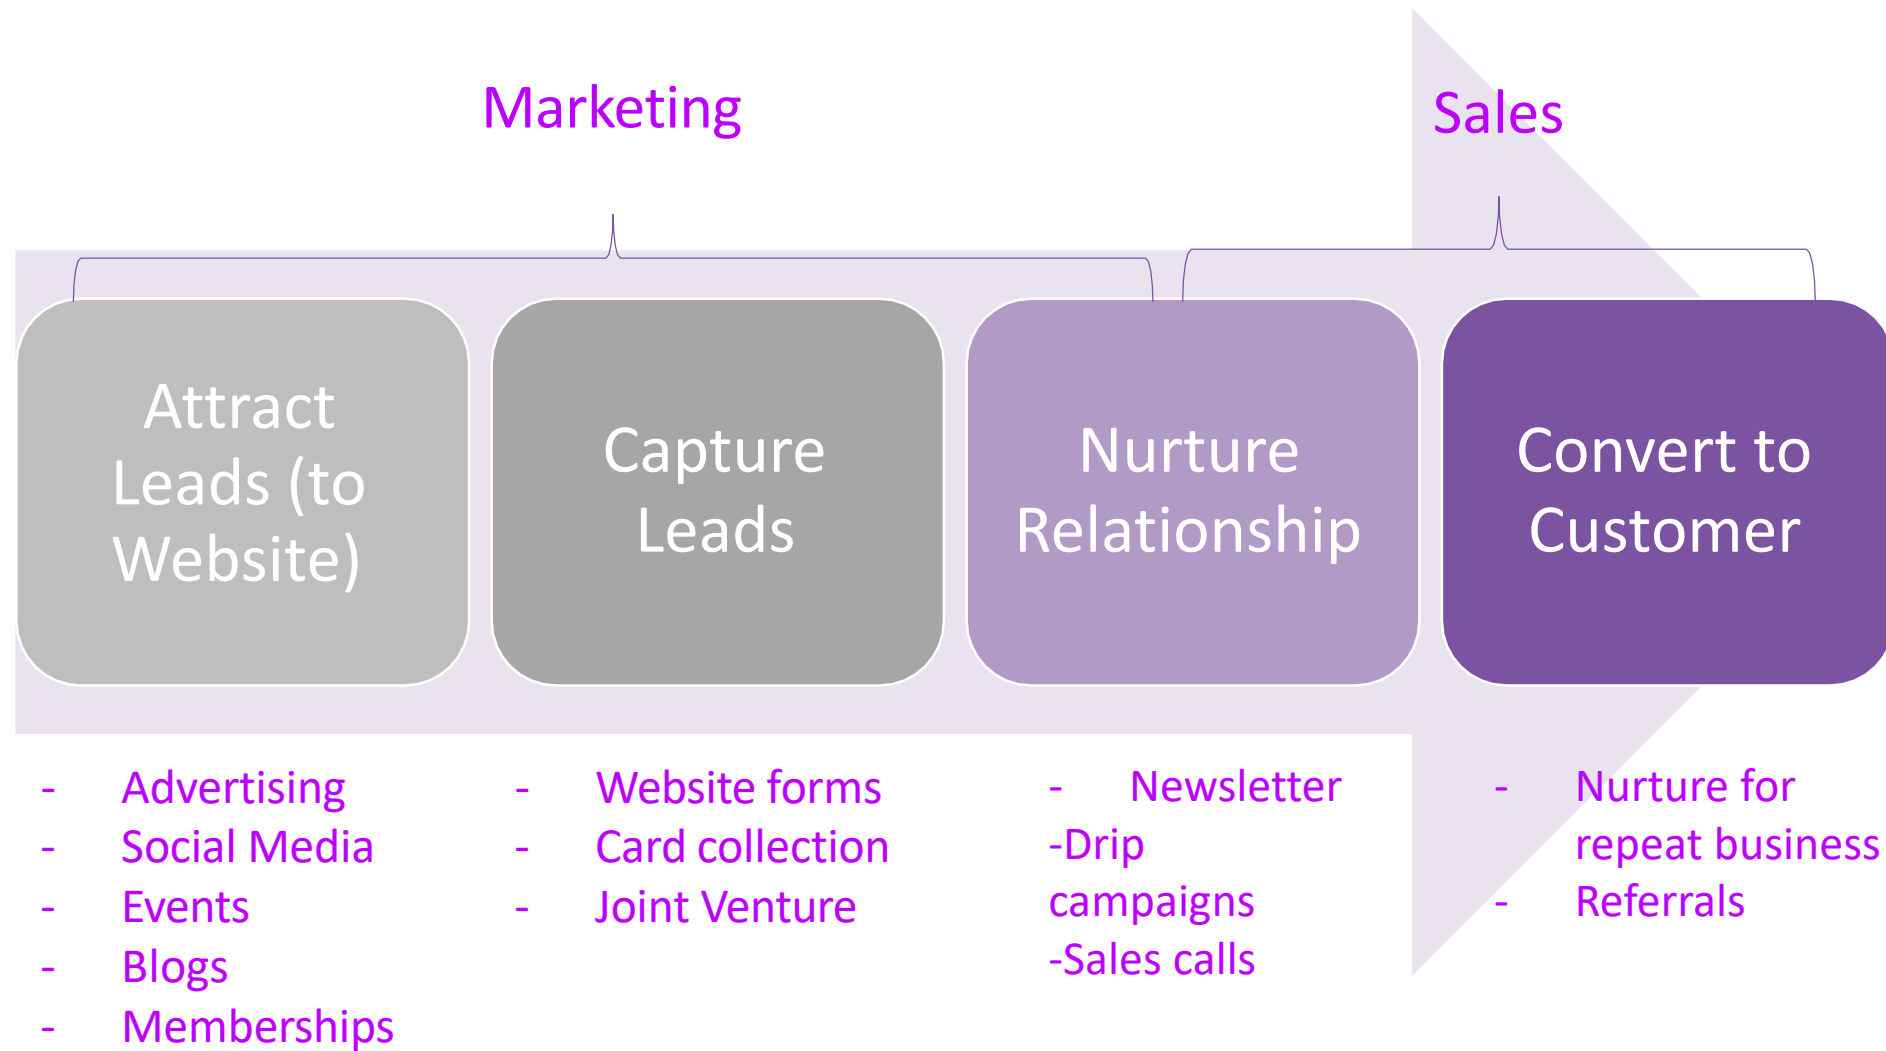 Marketing
Sales
Attract
Leads (to
Website)
Capture
Leads
Nurture
Relationship
Convert to
Customer
- Advertising
- Social Media
- Events
- Blogs
- Memberships
- Website forms
- Card collection
- Joint Venture
- Newsletter
-Drip
campaigns
-Sales calls
- Nurture for
repeat business
- Referrals